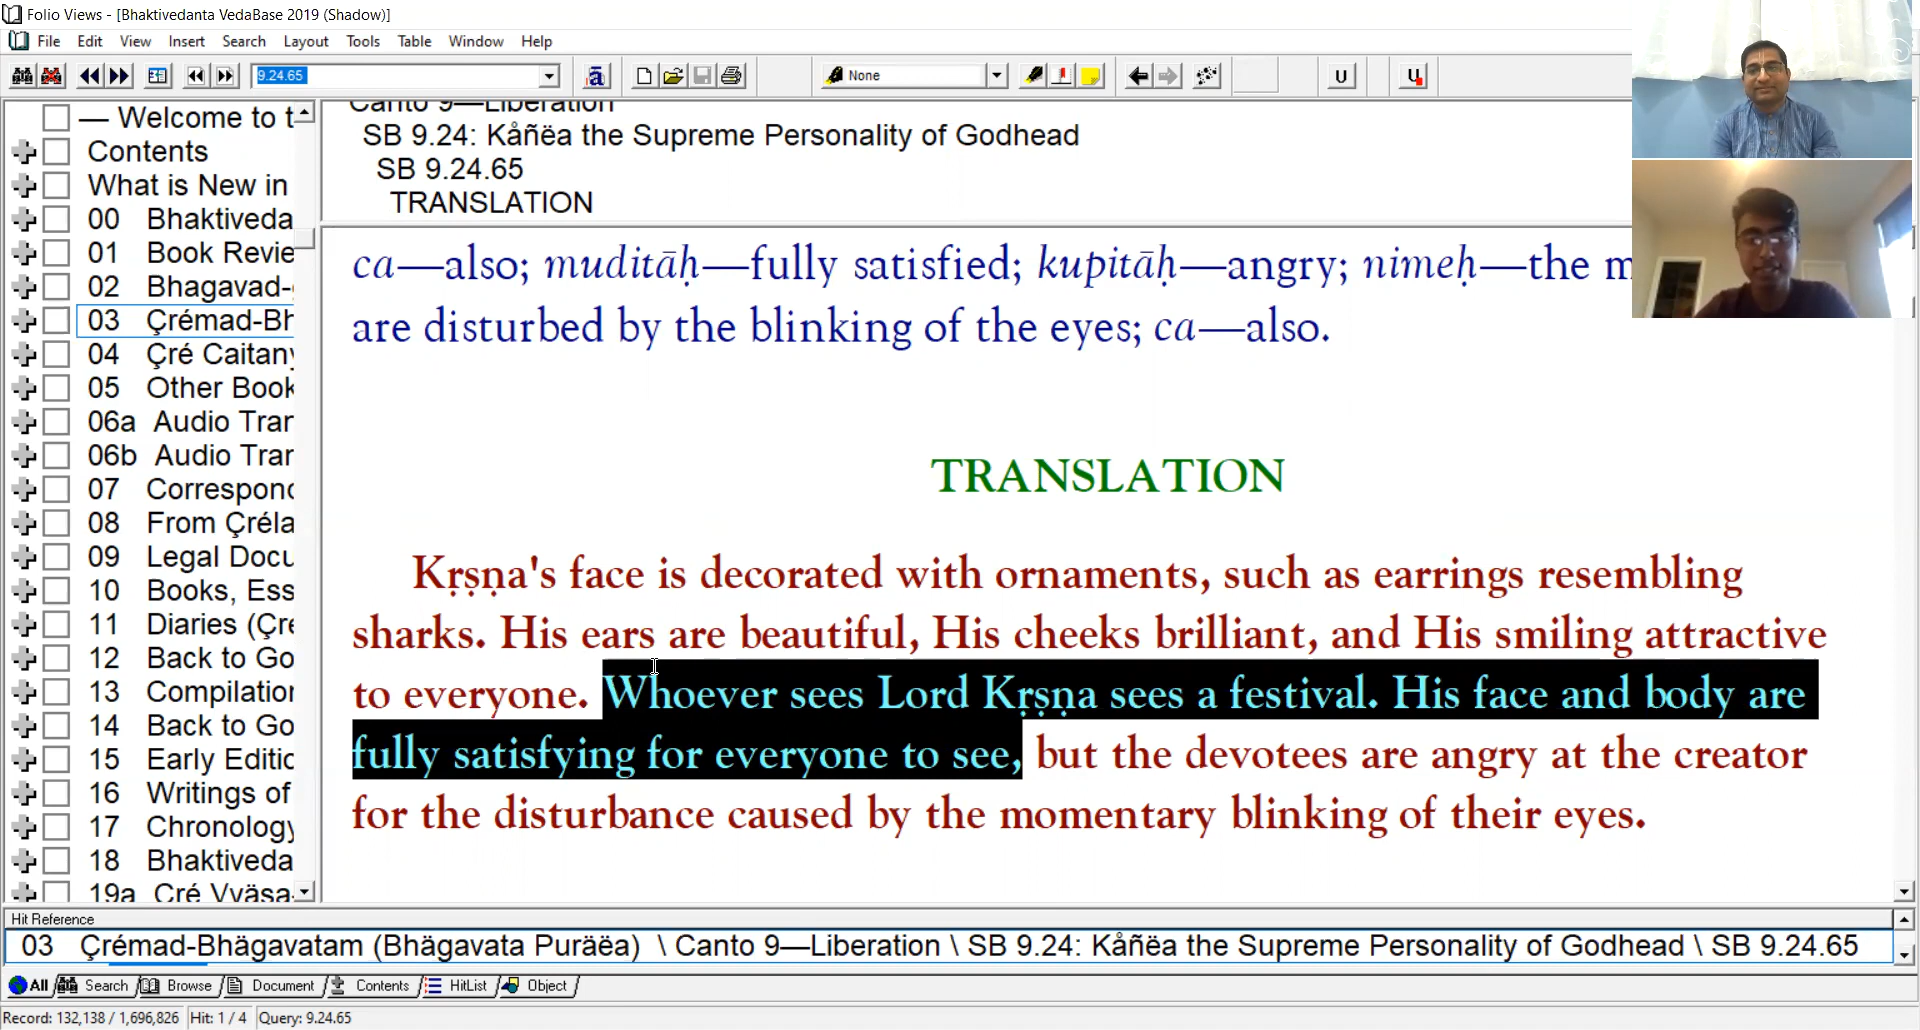 Folio Views - [Bhaktivedanta VedaBase 2019 (Shadow)]
File Edit View Insert Search Layout Tools Table Window Help
9.24.65 None U
— Welcome to t
Contents
What is New in
00 Bhaktiveda
01 Book Revie
02 Bhagavad-
03 Çrémad-Bh
04 Çré Caitany
05 Other Book
06a Audio Tran
06b Audio Tran
07 Correspond
08 From Çréla
09 Legal Docu
10 Books, Ess
11 Diaries (Çré
12 Back to Go
13 Compilation
14 Back to Go
15 Early Editio
16 Writings of
17 Chronology
18 Bhaktiveda
19a Çré Vyäsa
Canto 9—Liberation
SB 9.24: Kåñëa the Supreme Personality of Godhead
SB 9.24.65
TRANSLATION
ca—also; muditāḥ—fully satisfied; kupitāḥ—angry; nimeḥ—the m
are disturbed by the blinking of the eyes; ca—also.
TRANSLATION
Kṛṣṇa's face is decorated with ornaments, such as earrings resembling
sharks. His ears are beautiful, His cheeks brilliant, and His smiling attractive
to everyone. Whoever sees Lord Kṛṣṇa sees a festival. His face and body are
fully satisfying for everyone to see, but the devotees are angry at the creator
for the disturbance caused by the momentary blinking of their eyes.
Hit Reference
03 Çrémad-Bhägavatam (Bhägavata Puräëa) \ Canto 9—Liberation \ SB 9.24: Kåñëa the Supreme Personality of Godhead \ SB 9.24.65
All Search Browse Document Contents HitList Object
Record: 132,138 / 1,696,826 Hit: 1 / 4 Query: 9.24.65